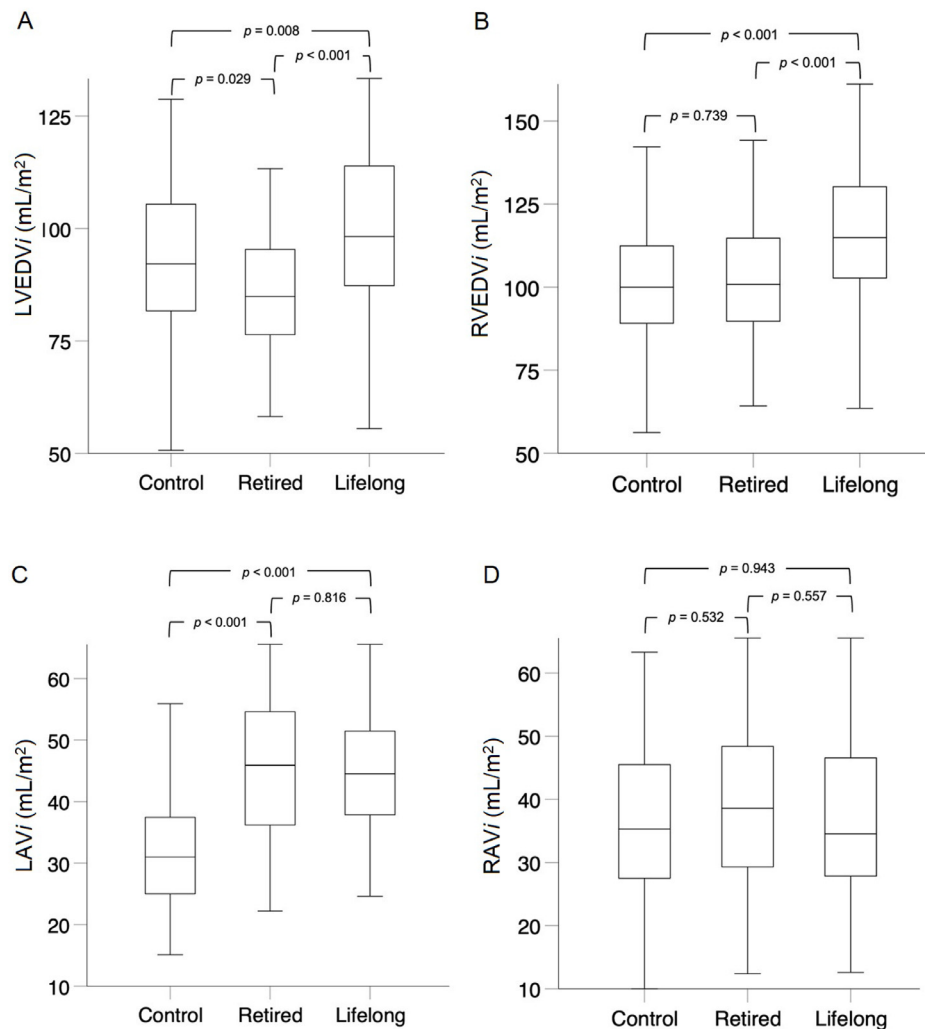 A
p = 0.008
p < 0.001
p = 0.029
LVEDVi (mL/m²)
125
100
75
50
Control Retired Lifelong
B
p < 0.001
p < 0.001
p = 0.739
RVEDVi (mL/m²)
150
125
100
75
50
Control Retired Lifelong
C
p < 0.001
p = 0.816
p < 0.001
LAVi (mL/m²)
60
50
40
30
20
10
Control Retired Lifelong
D
p = 0.943
p = 0.557
p = 0.532
RAVi (mL/m²)
60
50
40
30
20
10
Control Retired Lifelong